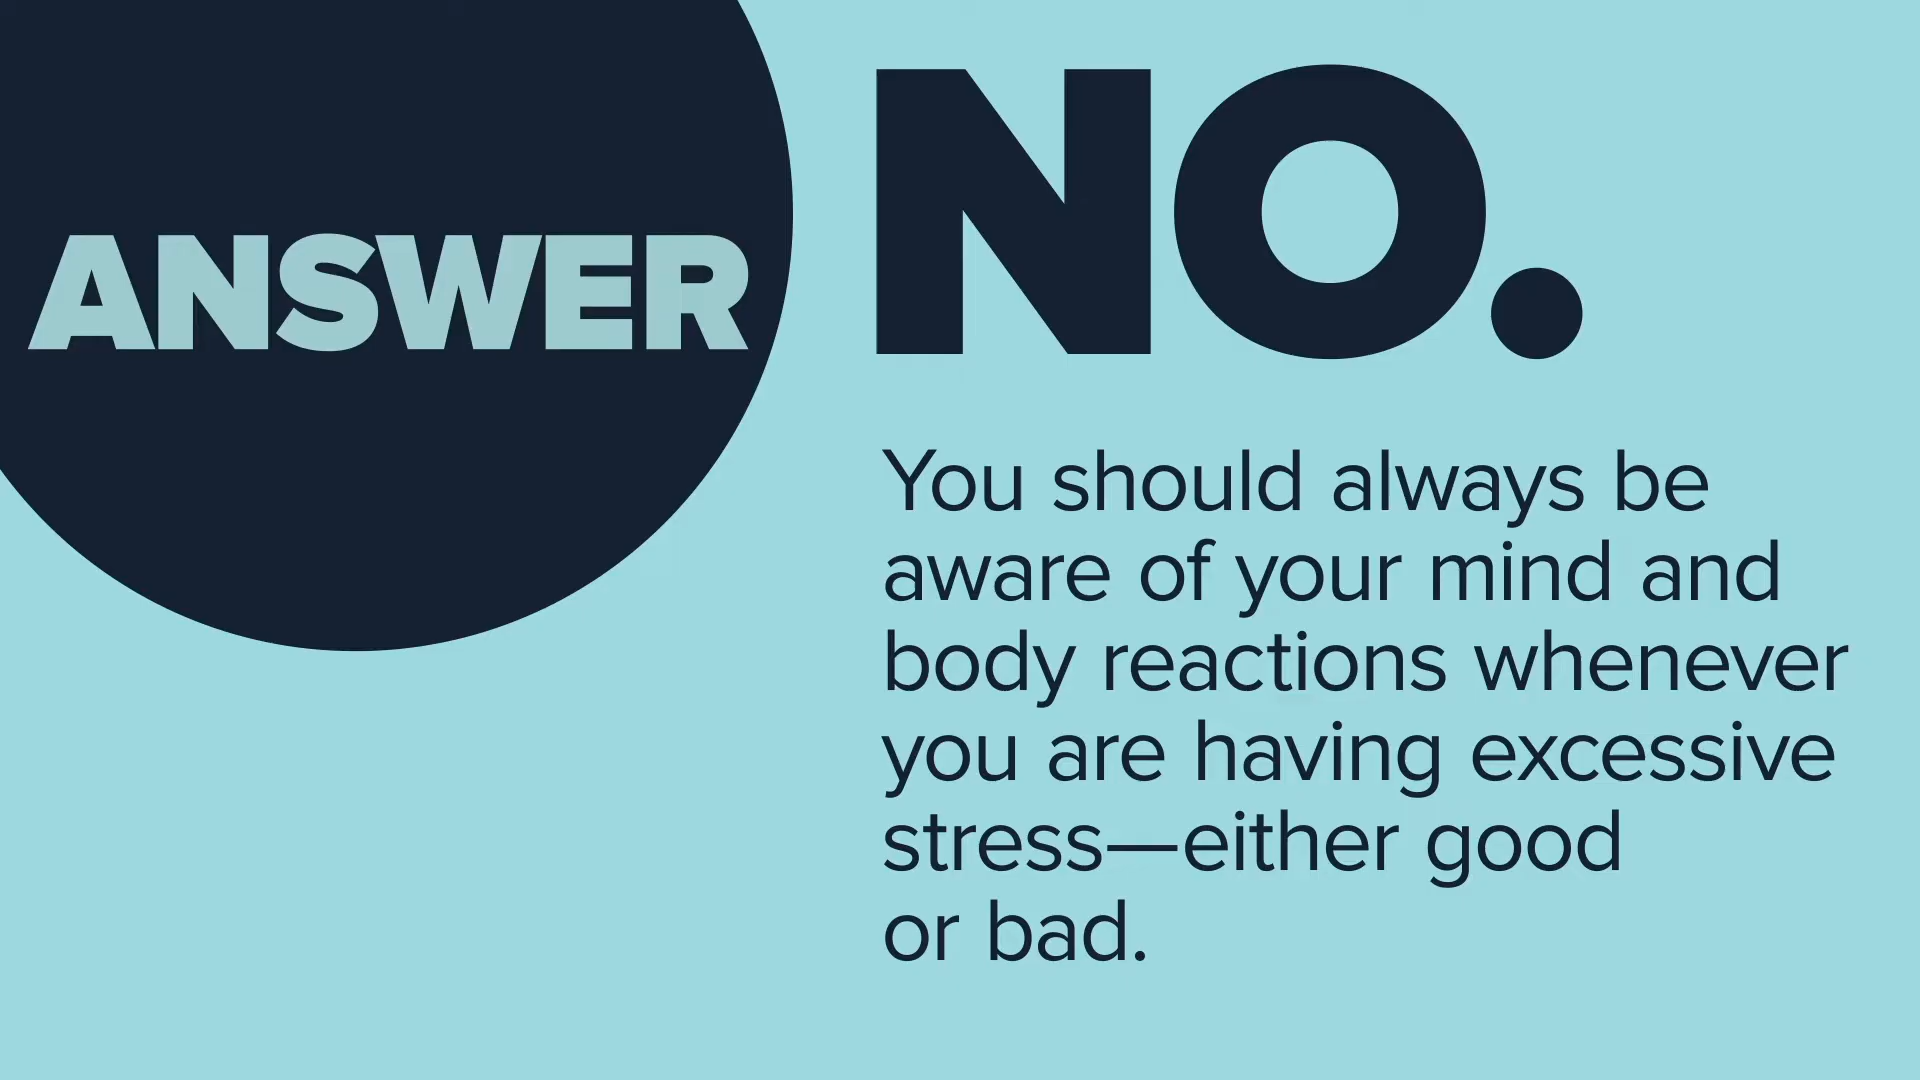 ANSWER
NO.
You should always be
aware of your mind and
body reactions whenever
you are having excessive
stress—either good
or bad.